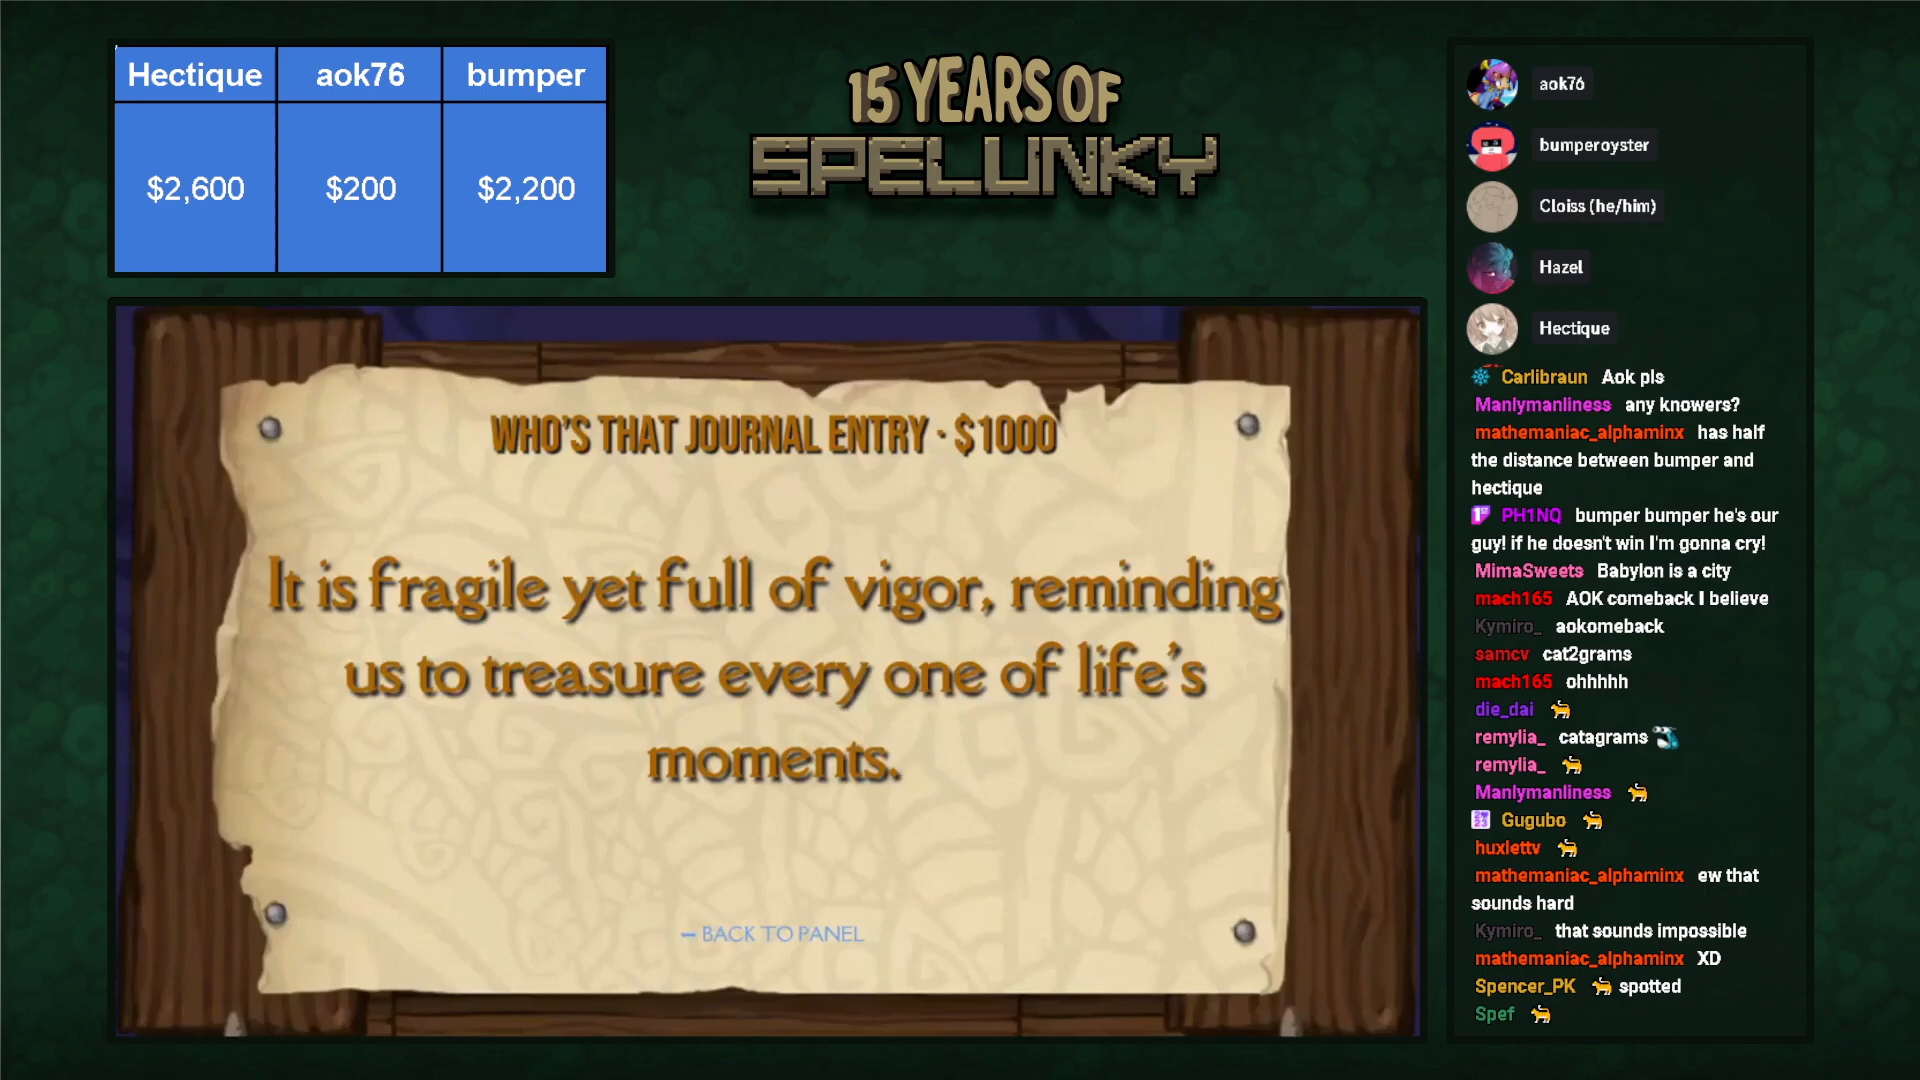 Hectique aok76 bumper
$2,600 $200 $2,200
15 YEARS OF
SPELUNKY
WHO'S THAT JOURNAL ENTRY · $1000
It is fragile yet full of vigor, reminding
us to treasure every one of life's
moments.
← BACK TO PANEL
aok76
bumperoyster
Cloiss (he/him)
Hazel
Hectique
Carlibraun Aok pls
Manlymanliness any knowers?
mathemaniac_alphaminx has half
the distance between bumper and
hectique
1ST PH1NQ bumper bumper he's our
guy! if he doesn't win I'm gonna cry!
MimaSweets Babylon is a city
mach165 AOK comeback I believe
Kymiro_ aokomeback
samcv cat2grams
mach165 ohhhhh
die_dai
remylia_ catagrams
remylia_
Manlymanliness
Gugubo
huxlettv
mathemaniac_alphaminx ew that
sounds hard
Kymiro_ that sounds impossible
mathemaniac_alphaminx XD
Spencer_PK spotted
Spef